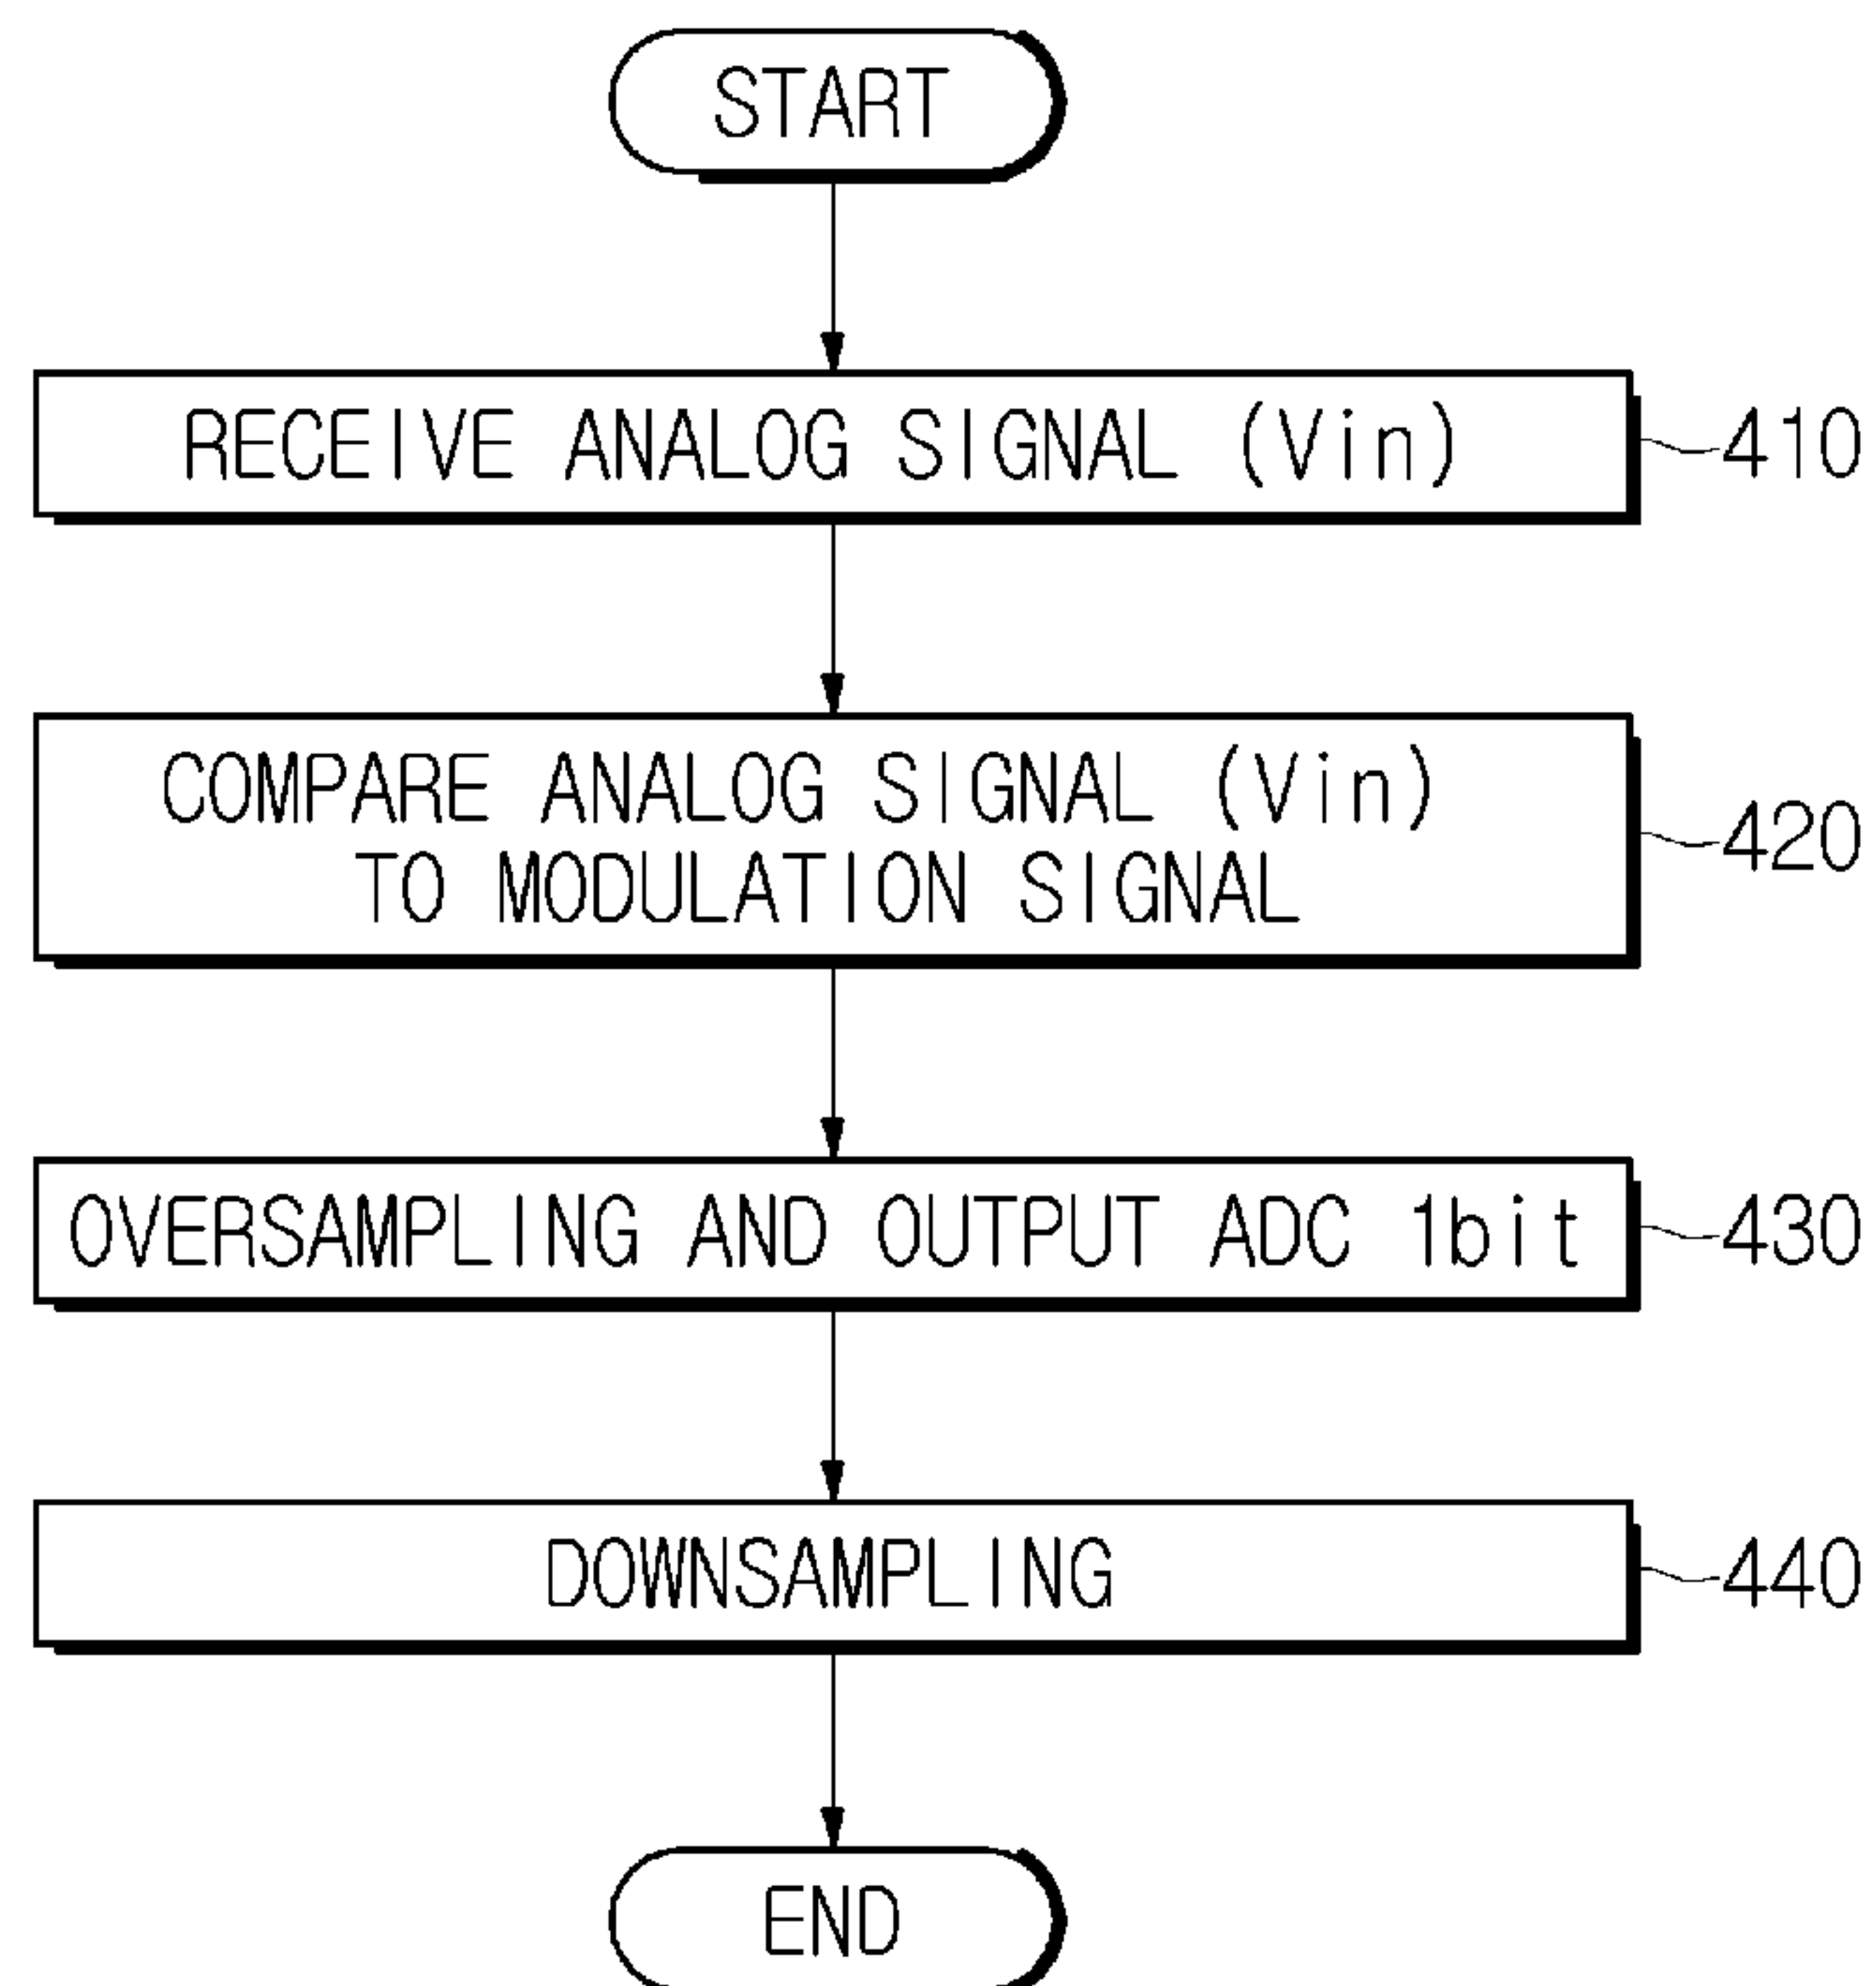 START
RECEIVE ANALOG SIGNAL (Vin)
410
COMPARE ANALOG SIGNAL (Vin)
TO MODULATION SIGNAL
420
OVERSAMPLING AND OUTPUT ADC 1bit
430
DOWNSAMPLING
440
END